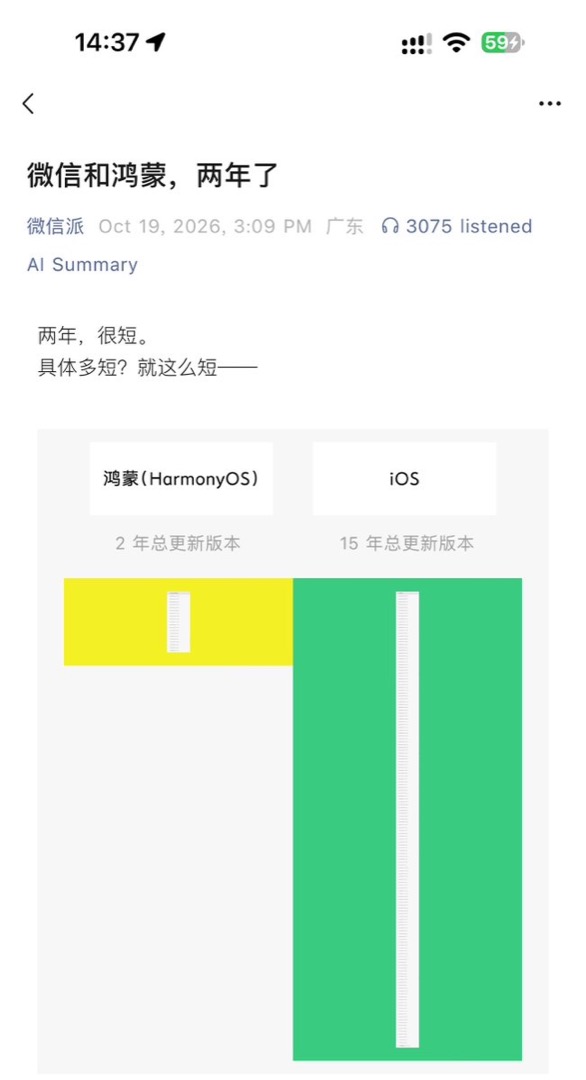 14:37
59
微信和鸿蒙，两年了
微信派 Oct 19, 2026, 3:09 PM 广东 3075 listened
AI Summary
两年，很短。
具体多短？就这么短——
鸿蒙(HarmonyOS) iOS
2 年总更新版本 15 年总更新版本